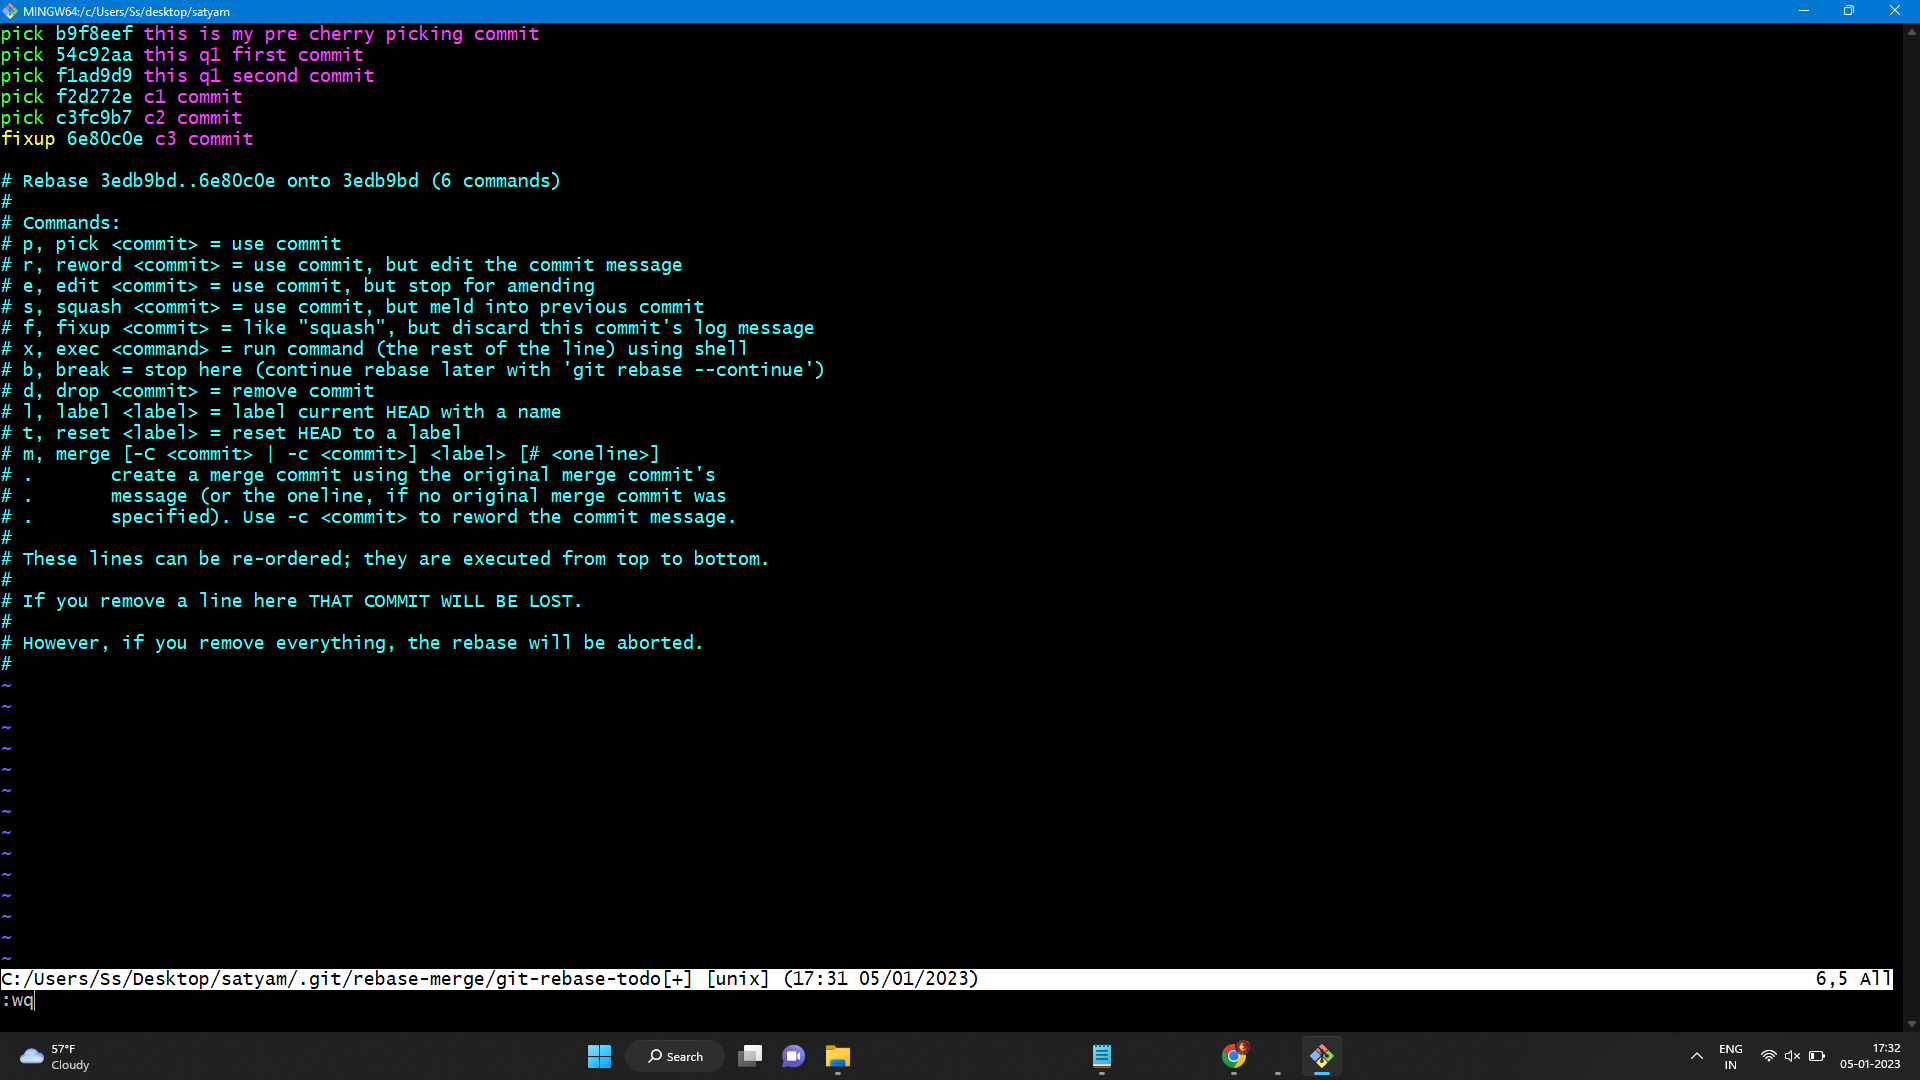 MINGW64:/c/Users/Ss/desktop/satyam
pick b9f8eef this is my pre cherry picking commit
pick 54c92aa this q1 first commit
pick f1ad9d9 this q1 second commit
pick f2d272e c1 commit
pick c3fc9b7 c2 commit
fixup 6e80c0e c3 commit
# Rebase 3edb9bd..6e80c0e onto 3edb9bd (6 commands)
#
# Commands:
# p, pick <commit> = use commit
# r, reword <commit> = use commit, but edit the commit message
# e, edit <commit> = use commit, but stop for amending
# s, squash <commit> = use commit, but meld into previous commit
# f, fixup <commit> = like "squash", but discard this commit's log message
# x, exec <command> = run command (the rest of the line) using shell
# b, break = stop here (continue rebase later with 'git rebase --continue')
# d, drop <commit> = remove commit
# l, label <label> = label current HEAD with a name
# t, reset <label> = reset HEAD to a label
# m, merge [-C <commit> | -c <commit>] <label> [# <oneline>]
# .       create a merge commit using the original merge commit's
# .       message (or the oneline, if no original merge commit was
# .       specified). Use -c <commit> to reword the commit message.
#
# These lines can be re-ordered; they are executed from top to bottom.
#
# If you remove a line here THAT COMMIT WILL BE LOST.
#
# However, if you remove everything, the rebase will be aborted.
#
~
~
~
~
~
~
~
~
~
~
~
~
~
~
C:/Users/Ss/Desktop/satyam/.git/rebase-merge/git-rebase-todo[+] [unix] (17:31 05/01/2023) 6,5 All
:wq
57°F
Cloudy
Search
ENG
IN
17:32
05-01-2023